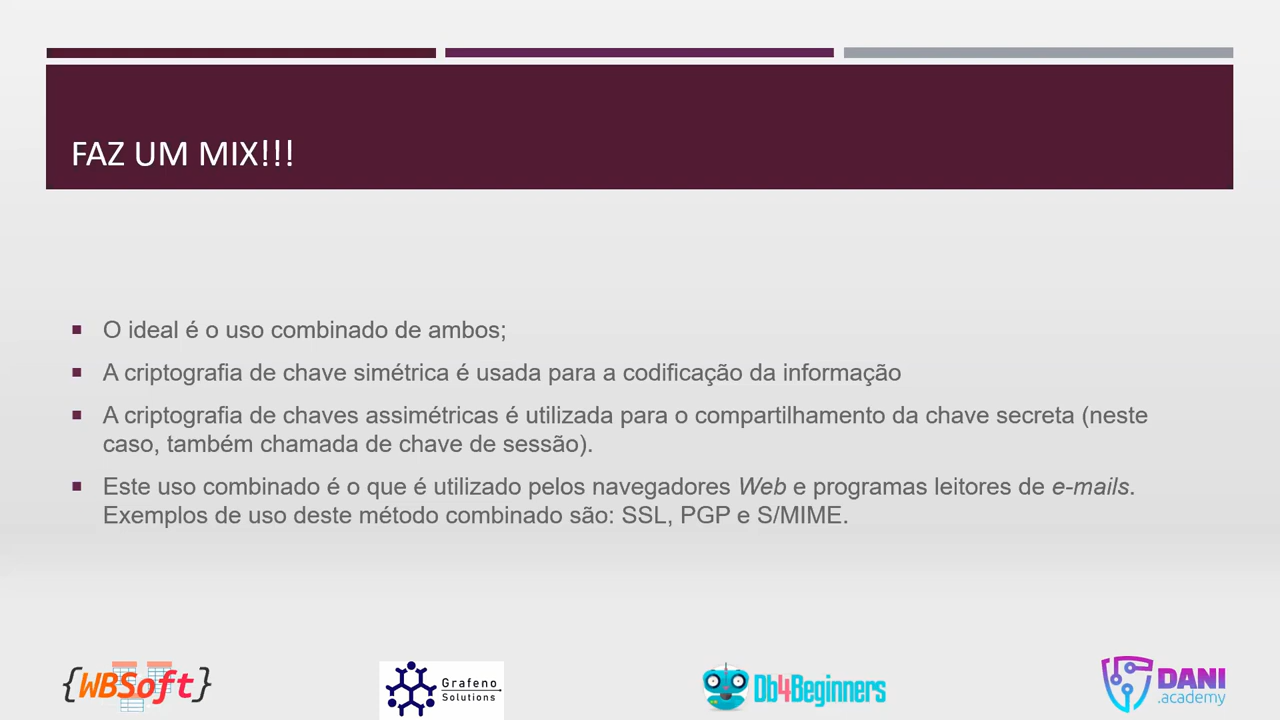 FAZ UM MIX!!!
O ideal é o uso combinado de ambos;
A criptografia de chave simétrica é usada para a codificação da informação
A criptografia de chaves assimétricas é utilizada para o compartilhamento da chave secreta (neste
caso, também chamada de chave de sessão).
Este uso combinado é o que é utilizado pelos navegadores Web e programas leitores de e-mails.
Exemplos de uso deste método combinado são: SSL, PGP e S/MIME.
{WBSoft}
Grafeno
Solutions
Db4Beginners
DANI
.academy